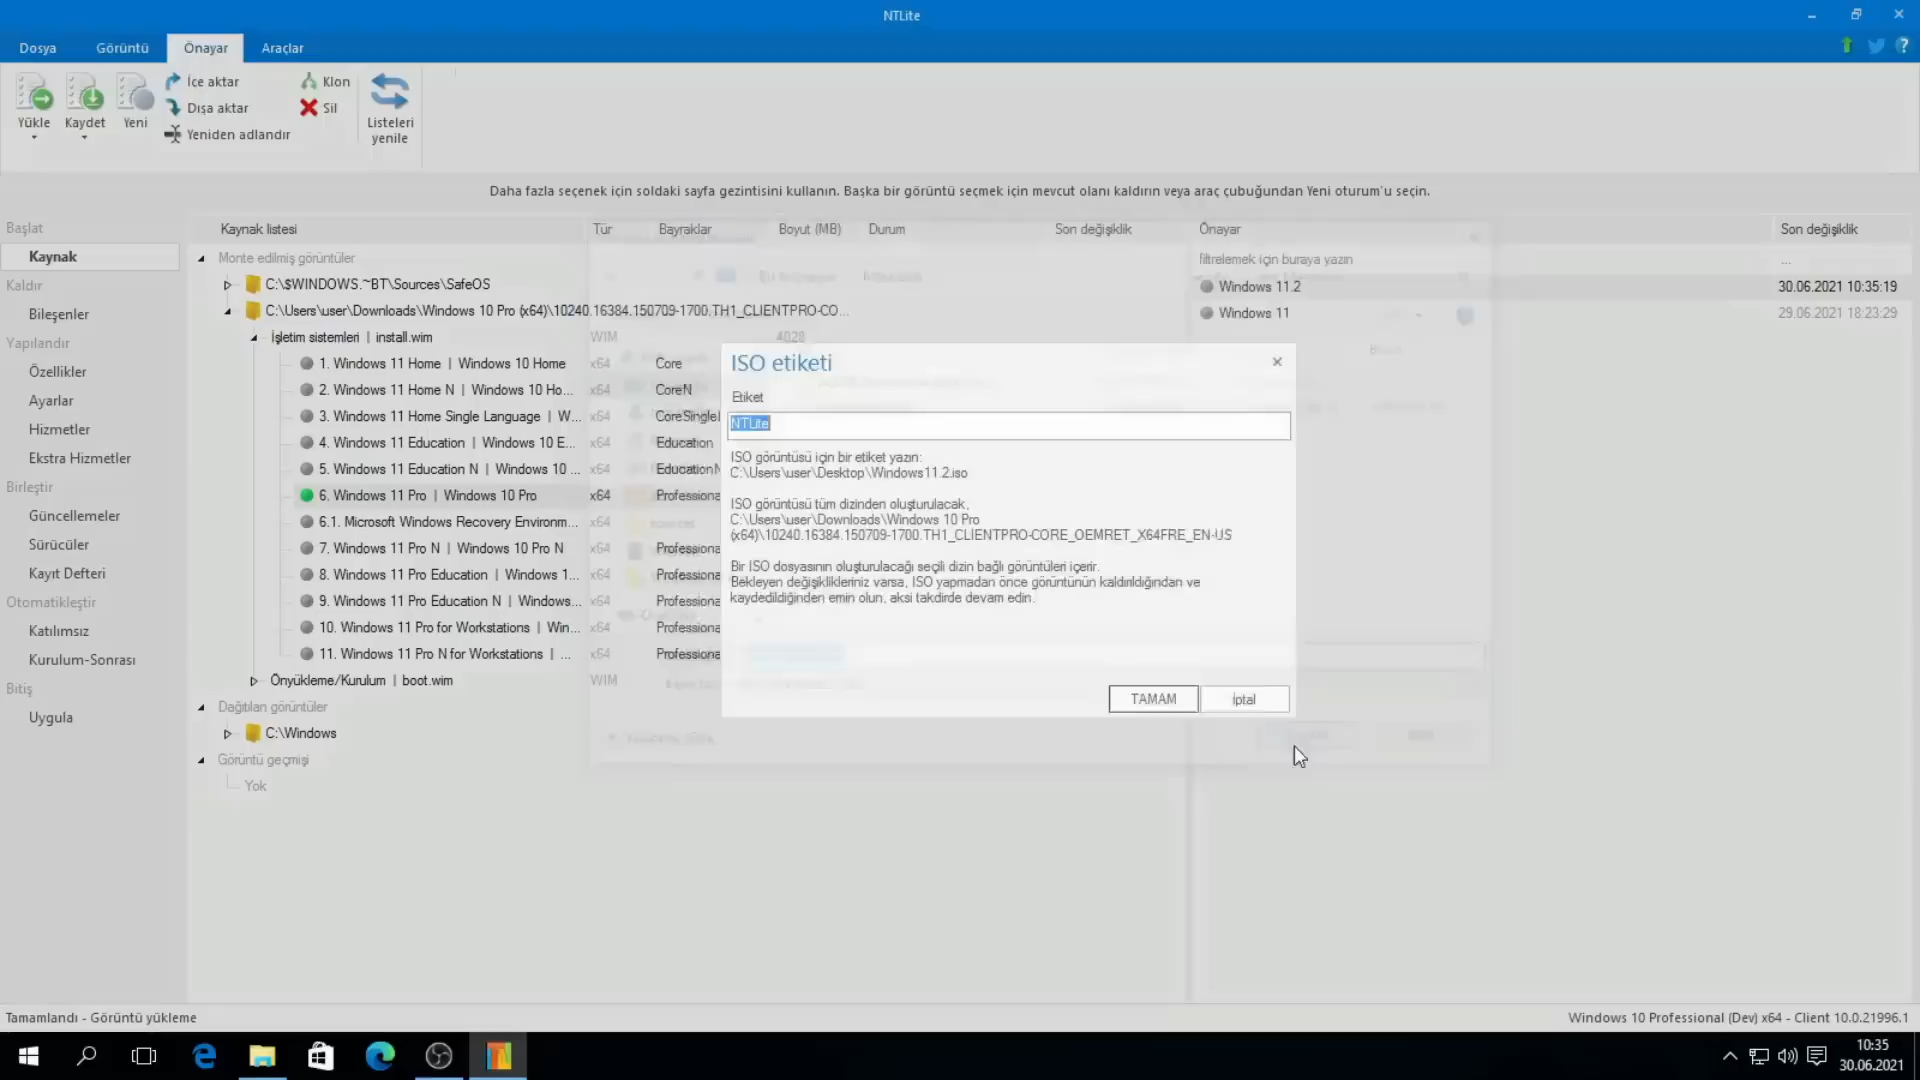 NTLite
Dosya Görüntü Önayar Araçlar
Yükle Kaydet Yeni
İçe aktar
Dışa aktar
Yeniden adlandır
Klon
Sil
Listeleri
yenile
Daha fazla seçenek için soldaki sayfa gezintisini kullanın. Başka bir görüntü seçmek için mevcut olanı kaldırın veya araç çubuğundan Yeni oturum'u seçin.
Başlat
Kaynak
Kaldır
Bileşenler
Yapılandır
Özellikler
Ayarlar
Hizmetler
Ekstra Hizmetler
Birleştir
Güncellemeler
Sürücüler
Kayıt Defteri
Otomatikleştir
Katılımsız
Kurulum-Sonrası
Bitiş
Uygula
Kaynak listesi Tür Bayraklar Boyut (MB) Durum Son değişiklik
Monte edilmiş görüntüler
C:\$WINDOWS.~BT\Sources\SafeOS
C:\Users\user\Downloads\Windows 10 Pro (x64)\10240.16384.150709-1700.TH1_CLIENTPRO-CO...
İşletim sistemleri | install.wim WIM 4028
1. Windows 11 Home | Windows 10 Home x64 Core
2. Windows 11 Home N | Windows 10 Ho... x64 CoreN
3. Windows 11 Home Single Language | W... x64 CoreSingleL
4. Windows 11 Education | Windows 10 E... x64 Education
5. Windows 11 Education N | Windows 10 ... x64 EducationN
6. Windows 11 Pro | Windows 10 Pro x64 Professiona
6.1. Microsoft Windows Recovery Environm... x64
7. Windows 11 Pro N | Windows 10 Pro N x64 Professiona
8. Windows 11 Pro Education | Windows 1... x64 Professiona
9. Windows 11 Pro Education N | Windows... x64 Professiona
10. Windows 11 Pro for Workstations | Win... x64 Professiona
11. Windows 11 Pro N for Workstations | ... x64 Professiona
Önyükleme/Kurulum | boot.wim WIM
Dağıtılan görüntüler
C:\Windows
Görüntü geçmişi
Yok
Önayar Son değişiklik
filtrelemek için buraya yazın ...
Windows 11.2 30.06.2021 10:35:19
Windows 11 29.06.2021 18:23:29
ISO etiketi
Etiket
NTLite
ISO görüntüsü için bir etiket yazın:
C:\Users\user\Desktop\Windows11.2.iso
ISO görüntüsü tüm dizinden oluşturulacak,
C:\Users\user\Downloads\Windows 10 Pro
(x64)\10240.16384.150709-1700.TH1_CLIENTPRO-CORE_OEMRET_X64FRE_EN-US
Bir ISO dosyasının oluşturulacağı seçili dizin bağlı görüntüleri içerir.
Bekleyen değişiklikleriniz varsa, ISO yapmadan önce görüntünün kaldırıldığından ve
kaydedildiğinden emin olun, aksi takdirde devam edin.
TAMAM İptal
Tamamlandı - Görüntü yükleme
Windows 10 Professional (Dev) x64 - Client 10.0.21996.1
10:35
30.06.2021